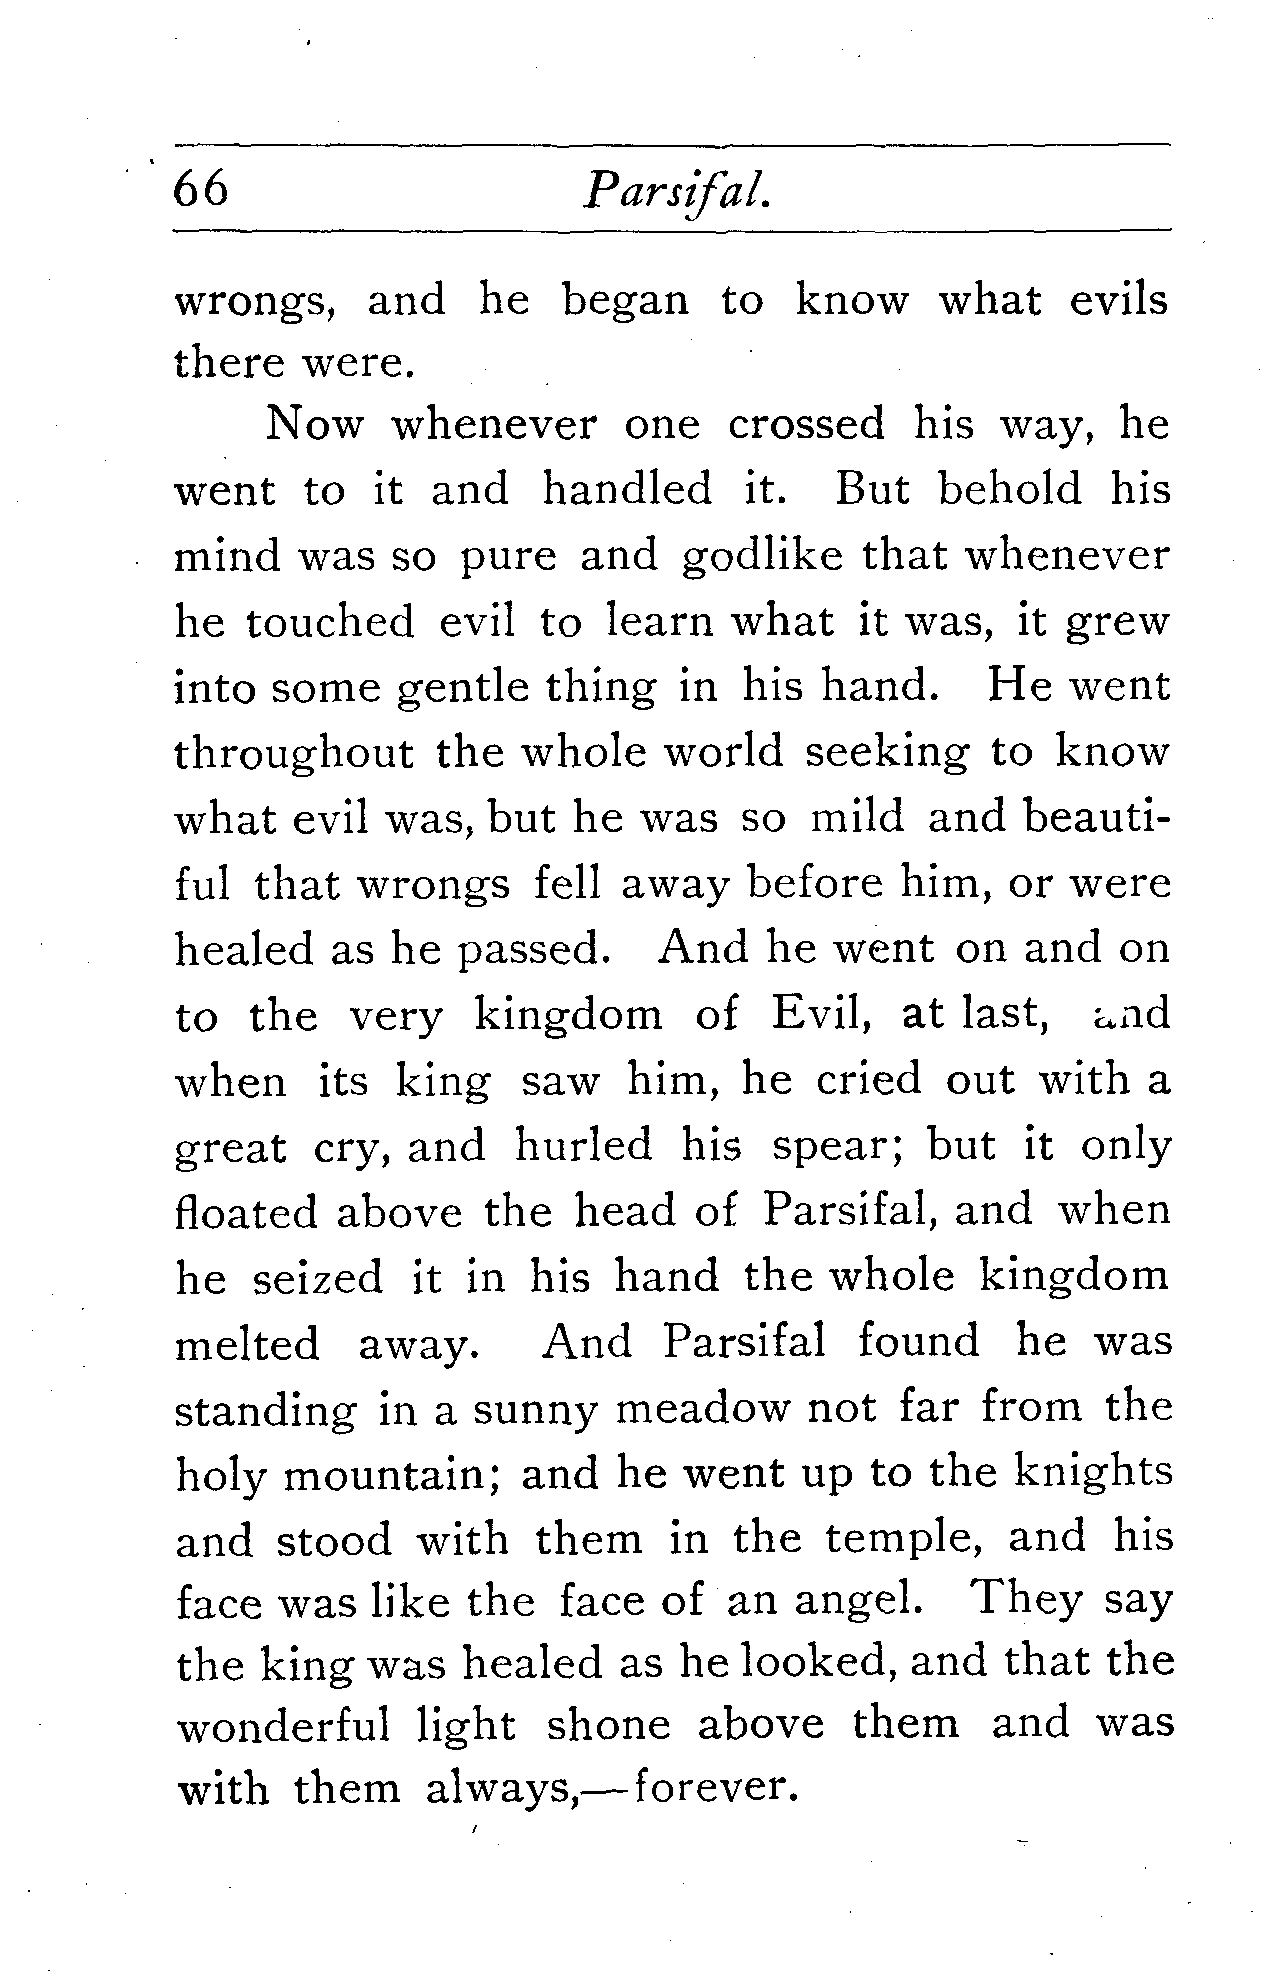 66 Parsifal.
wrongs, and he began to know what evils
there were.
Now whenever one crossed his way, he
went to it and handled it. But behold his
mind was so pure and godlike that whenever
he touched evil to learn what it was, it grew
into some gentle thing in his hand. He went
throughout the whole world seeking to know
what evil was, but he was so mild and beauti-
ful that wrongs fell away before him, or were
healed as he passed. And he went on and on
to the very kingdom of Evil, at last, and
when its king saw him, he cried out with a
great cry, and hurled his spear; but it only
floated above the head of Parsifal, and when
he seized it in his hand the whole kingdom
melted away. And Parsifal found he was
standing in a sunny meadow not far from the
holy mountain; and he went up to the knights
and stood with them in the temple, and his
face was like the face of an angel. They say
the king was healed as he looked, and that the
wonderful light shone above them and was
with them always,—forever.